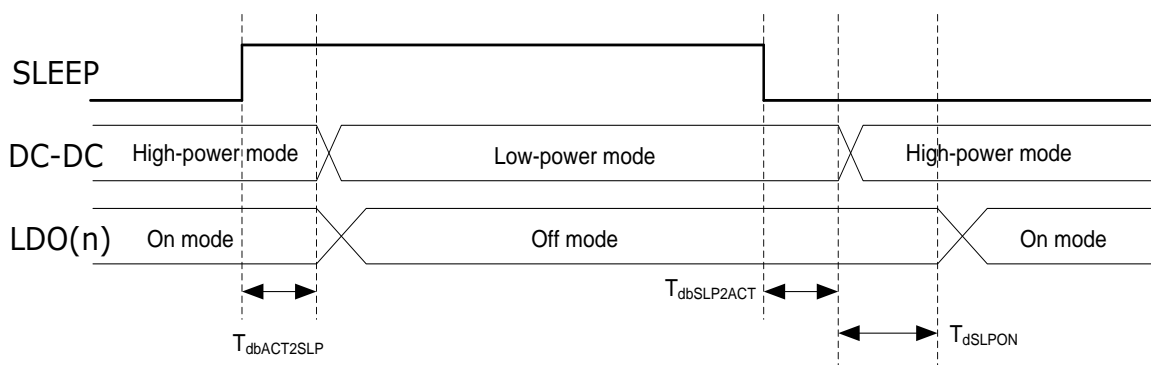 SLEEP
DC-DC High-power mode Low-power mode High-power mode
LDO(n) On mode Off mode On mode
TdbSLP2ACT
TdbACT2SLP TdSLPON